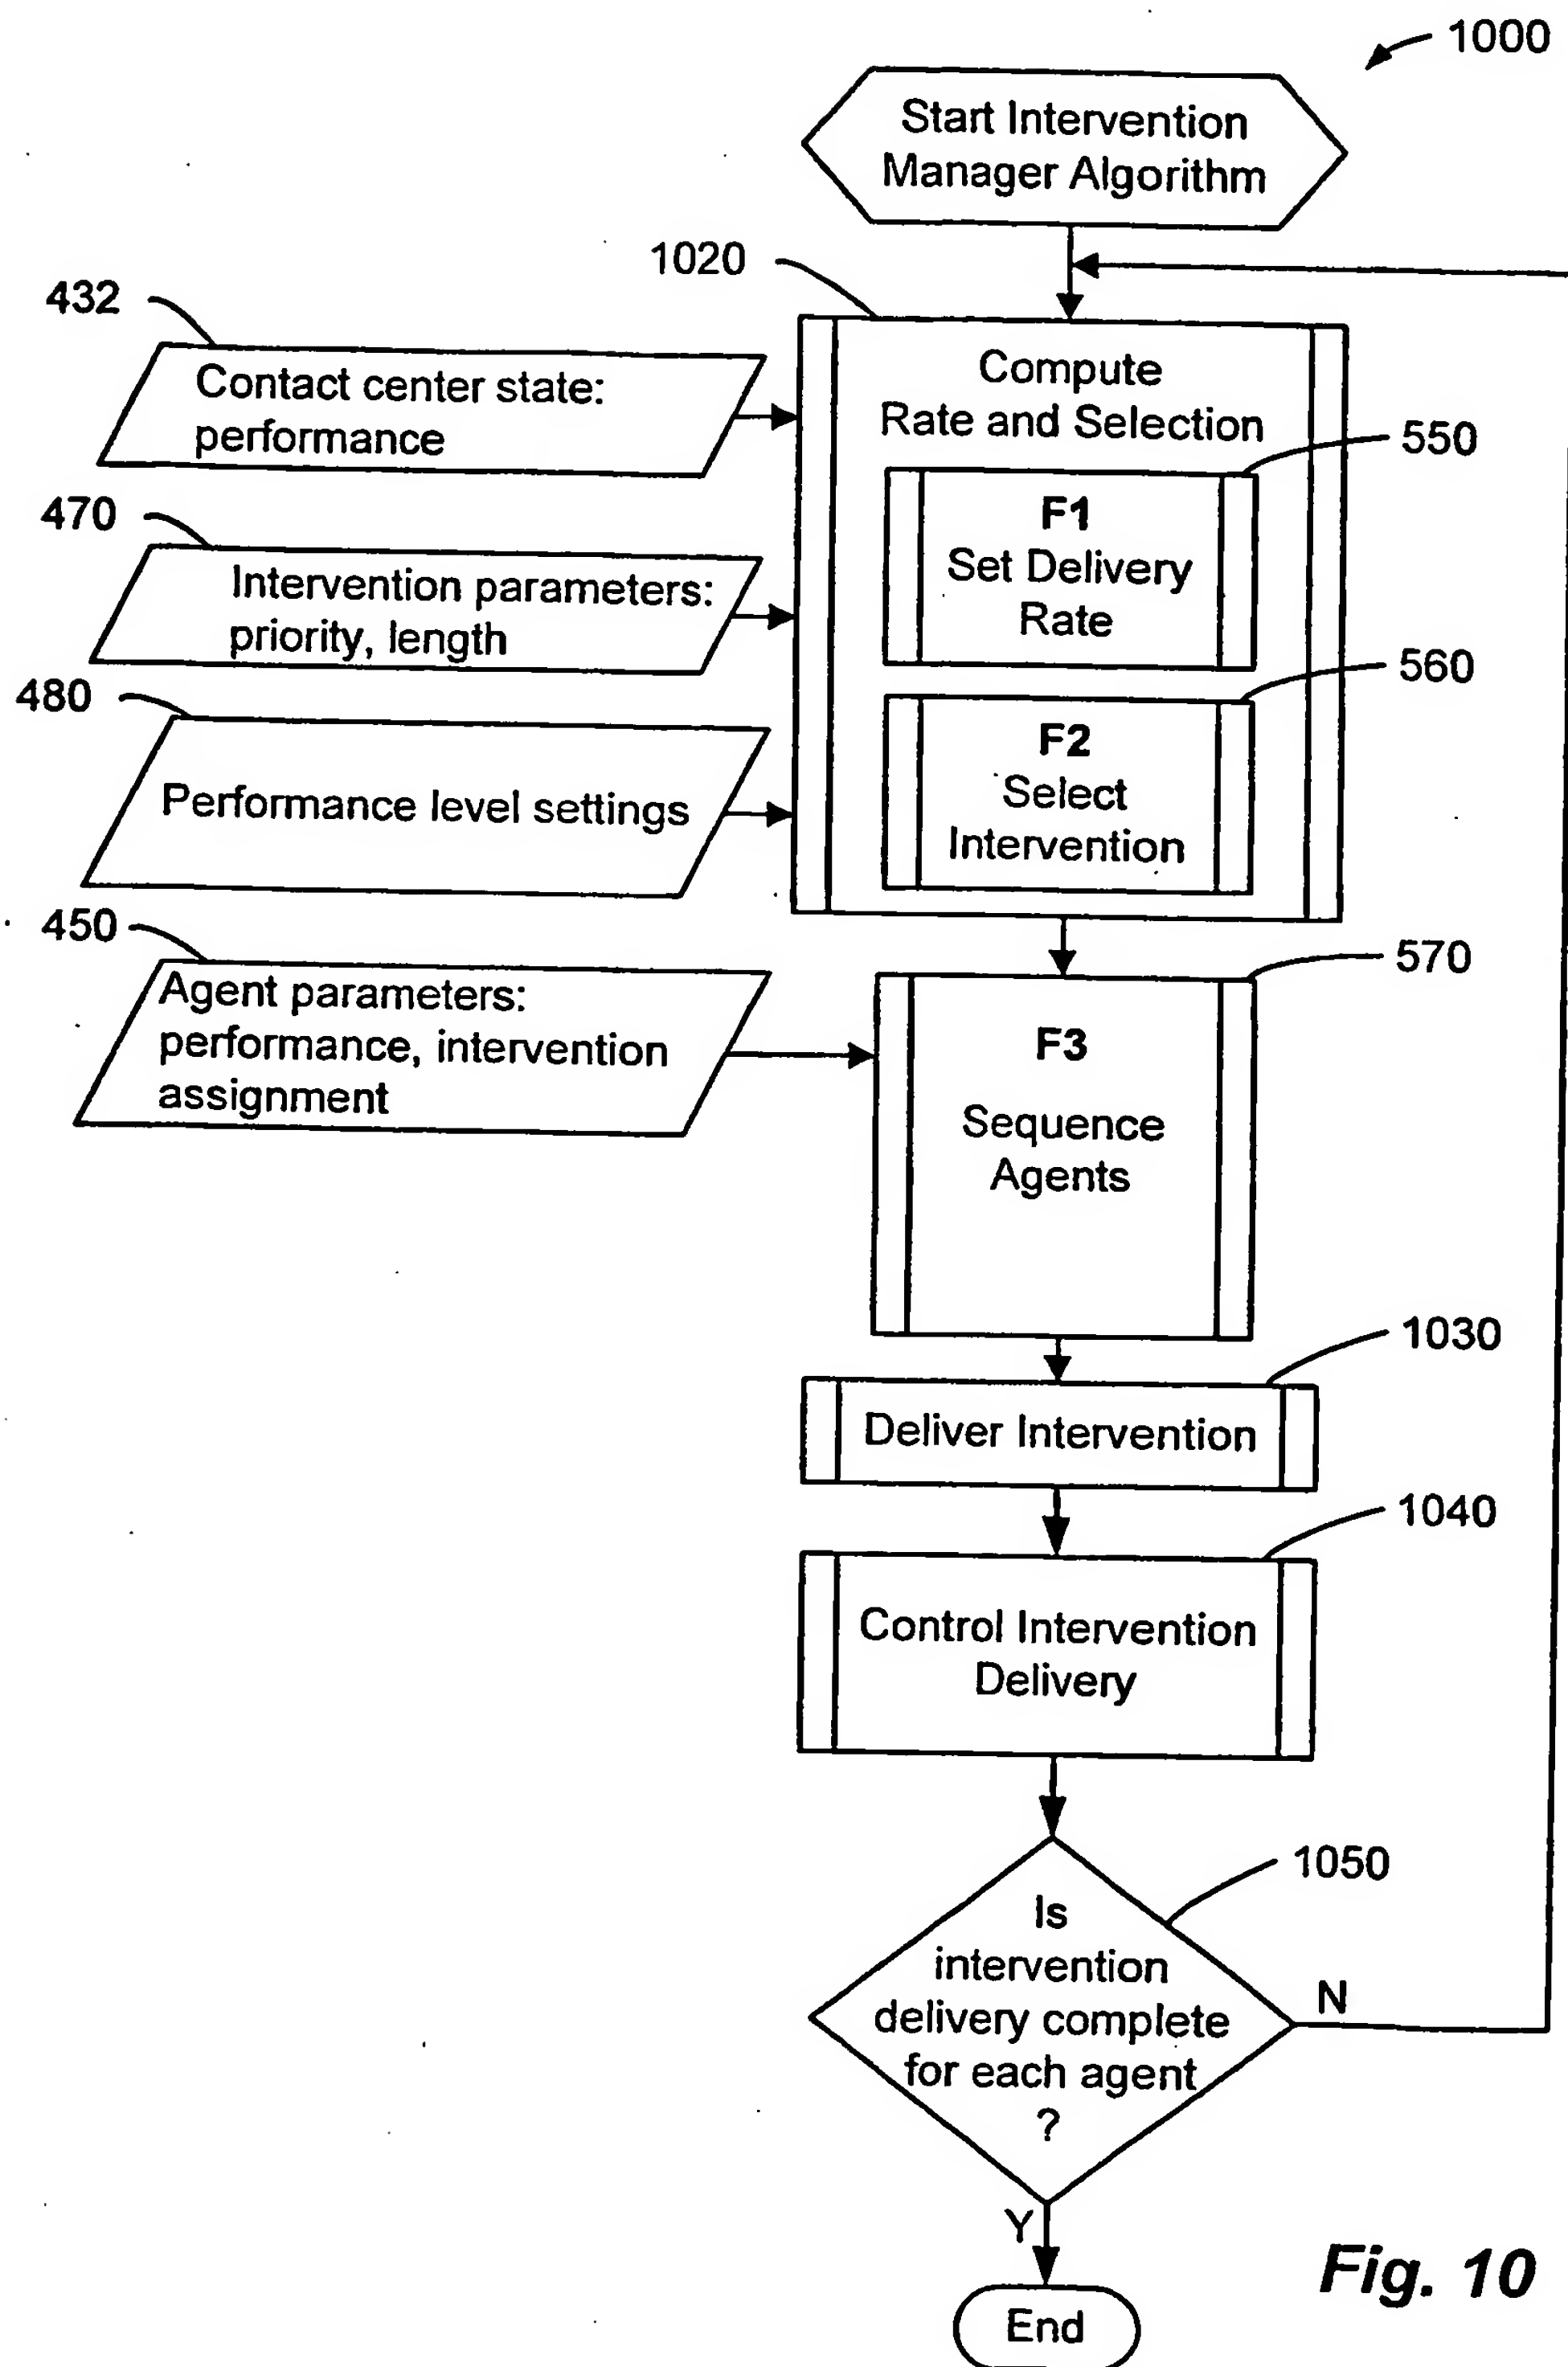 1000
Start Intervention
Manager Algorithm
1020
432
Contact center state:
performance
Compute
Rate and Selection
550
470
F1
Set Delivery
Rate
Intervention parameters:
priority, length
560
480
F2
Select
Intervention
Performance level settings
450
570
Agent parameters:
performance, intervention
assignment
F3
Sequence
Agents
1030
Deliver Intervention
1040
Control Intervention
Delivery
1050
Is
intervention
delivery complete
for each agent
?
N
Y
End
Fig. 10